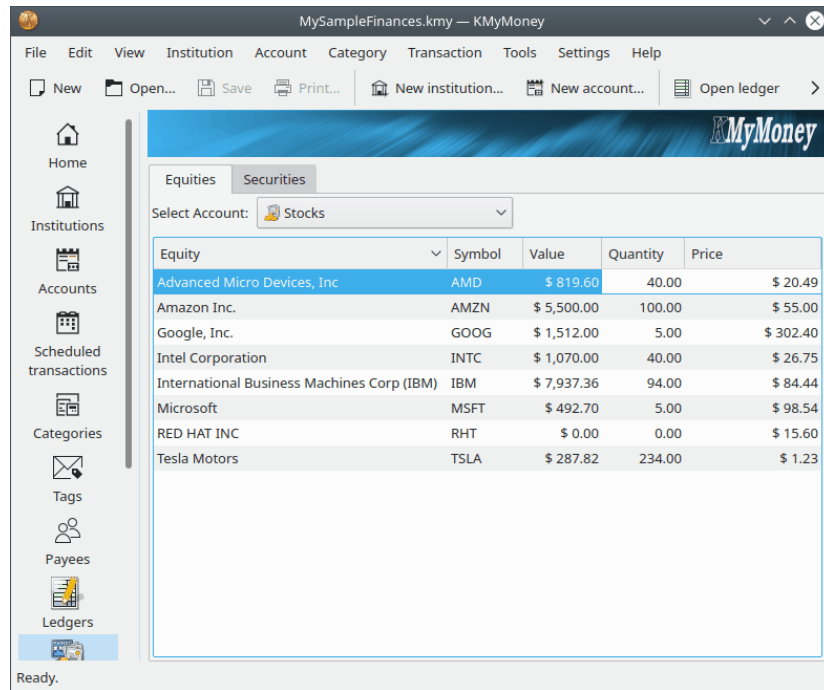 MySampleFinances.kmy — KMyMoney
File Edit View Institution Account Category Transaction Tools Settings Help
New Open... Save Print... New institution... New account... Open ledger
KMyMoney
Home
Institutions
Accounts
Scheduled
transactions
Categories
Tags
Payees
Ledgers
Equities Securities
Select Account: Stocks
Equity Symbol Value Quantity Price
Advanced Micro Devices, Inc AMD $ 819.60 40.00 $ 20.49
Amazon Inc. AMZN $ 5,500.00 100.00 $ 55.00
Google, Inc. GOOG $ 1,512.00 5.00 $ 302.40
Intel Corporation INTC $ 1,070.00 40.00 $ 26.75
International Business Machines Corp (IBM) IBM $ 7,937.36 94.00 $ 84.44
Microsoft MSFT $ 492.70 5.00 $ 98.54
RED HAT INC RHT $ 0.00 0.00 $ 15.60
Tesla Motors TSLA $ 287.82 234.00 $ 1.23
Ready.